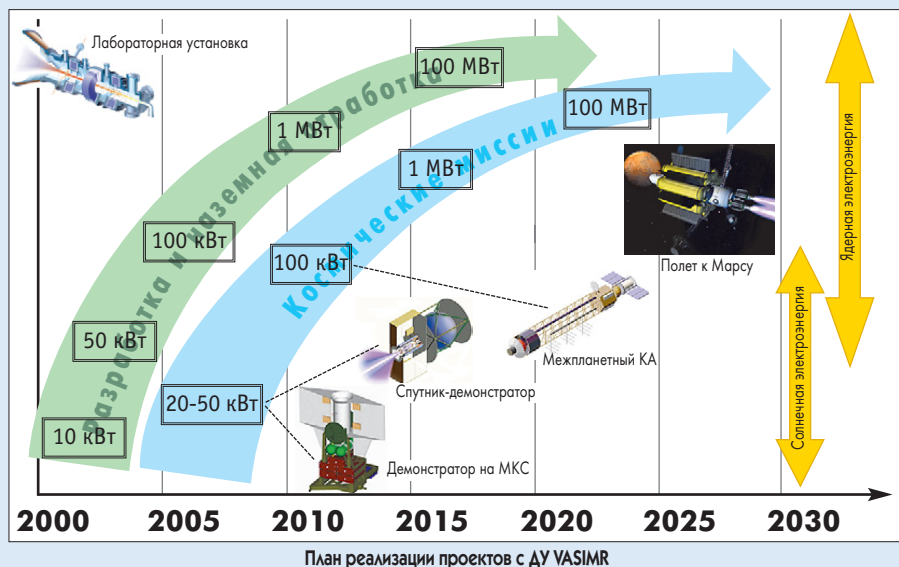 Лабораторная установка
100 МВт
1 МВт
100 кВт
50 кВт
10 кВт
разработка и наземная отработка
100 МВт
1 МВт
100 кВт
20-50 кВт
Космические миссии
Полет к Марсу
Межпланетный КА
Спутник-демонстратор
Демонстратор на МКС
Ядерная электроэнергия
Солнечная электроэнергия
2000 2005 2010 2015 2020 2025 2030
План реализации проектов с ДУ VASIMR